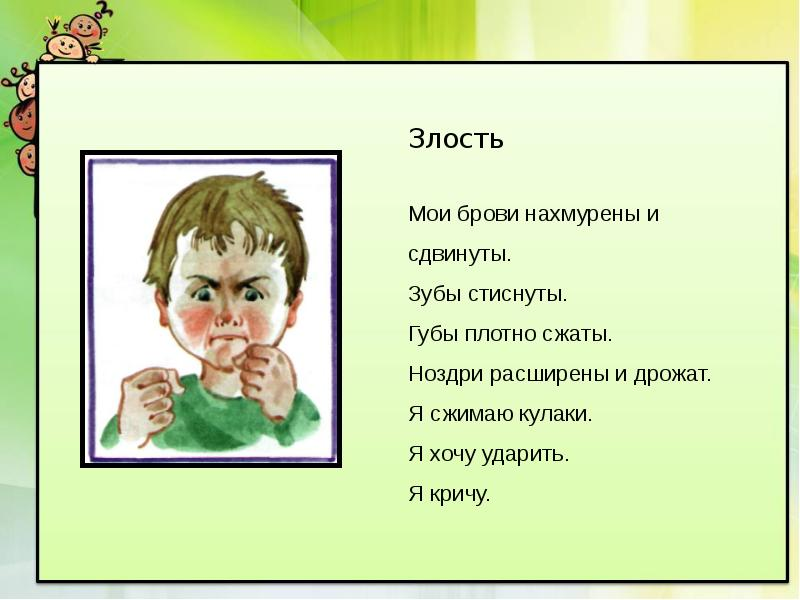 Злость
Мои брови нахмурены и
сдвинуты.
Зубы стиснуты.
Губы плотно сжаты.
Ноздри расширены и дрожат.
Я сжимаю кулаки.
Я хочу ударить.
Я кричу.